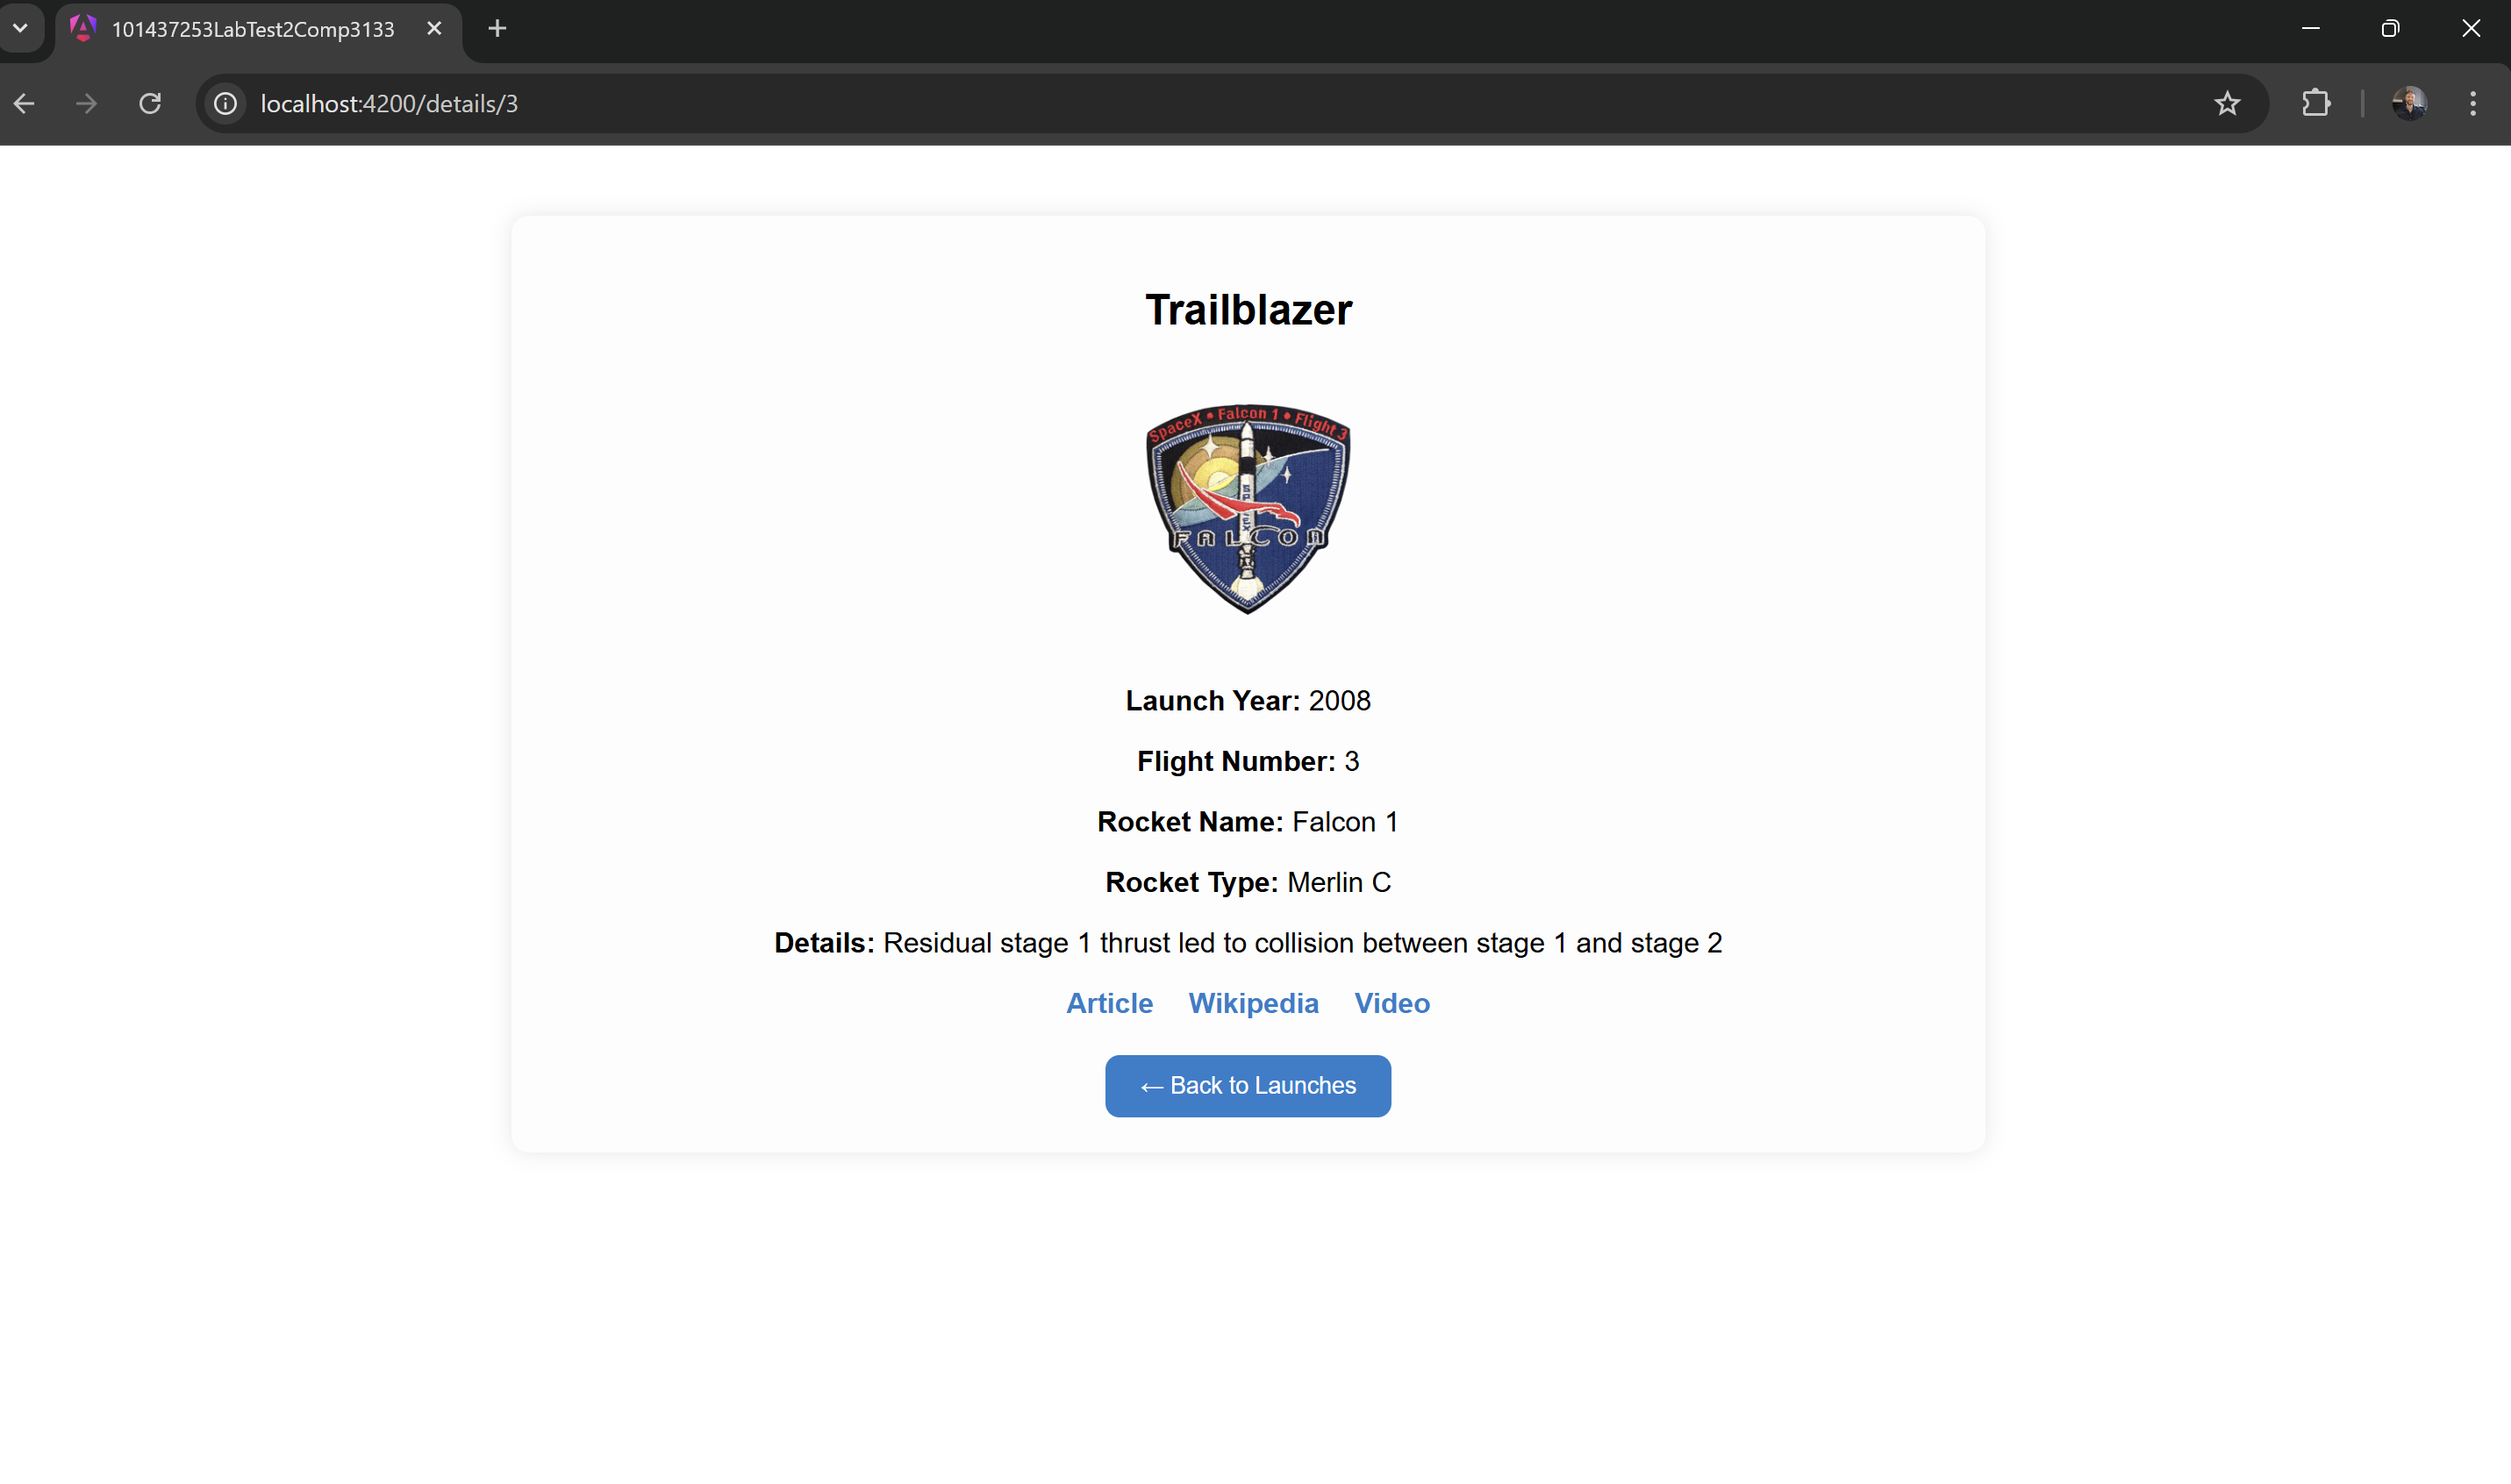 101437253LabTest2Comp3133
localhost:4200/details/3
Trailblazer
SpaceX • Falcon 1 • Flight 3
SPACEX
FALCON
Launch Year: 2008
Flight Number: 3
Rocket Name: Falcon 1
Rocket Type: Merlin C
Details: Residual stage 1 thrust led to collision between stage 1 and stage 2
Article Wikipedia Video
← Back to Launches